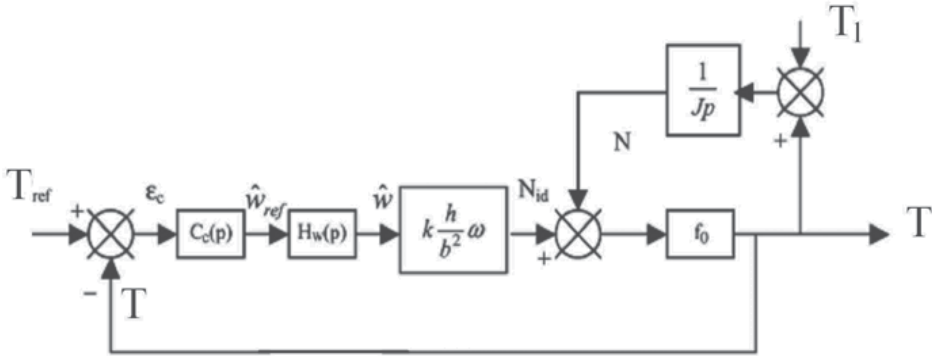 T_l
1/Jp
+
N
T_ref
+
ε_c
C_c(p)
ŵ_ref
H_w(p)
ŵ
k h/b² ω
N_id
+
f_0
T
−
T